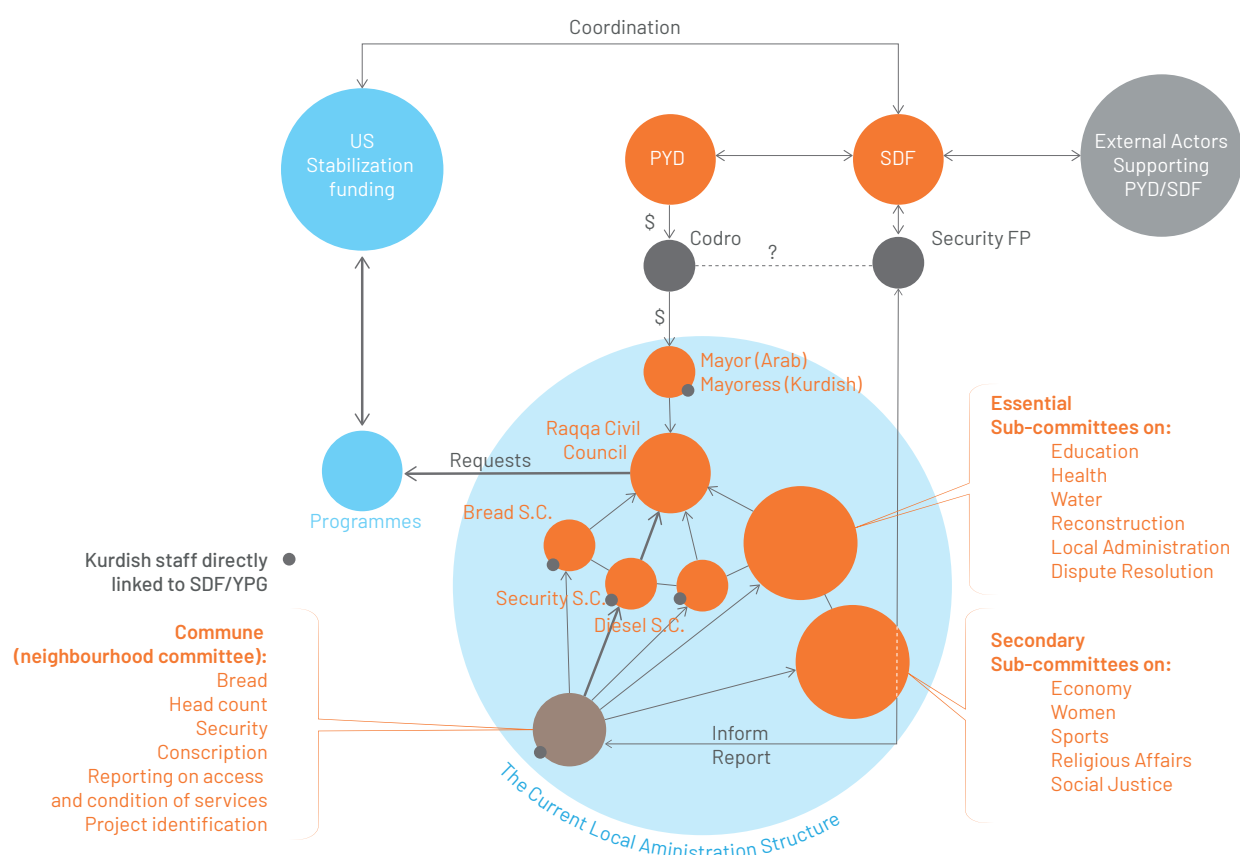 Coordination
US
Stabilization
funding
PYD
SDF
External Actors
Supporting
PYD/SDF
$
Codro
?
Security FP
$
Mayor (Arab)
Mayoress (Kurdish)
Raqqa Civil
Council
Requests
Programmes
Bread S.C.
Security S.C.
Diesel S.C.
Kurdish staff directly
linked to SDF/YPG
Essential
Sub-committees on:
Education
Health
Water
Reconstruction
Local Administration
Dispute Resolution
Commune
(neighbourhood committee):
Bread
Head count
Security
Conscription
Reporting on access
and condition of services
Project identification
Secondary
Sub-committees on:
Economy
Women
Sports
Religious Affairs
Social Justice
Inform
Report
The Current Local Aministration Structure